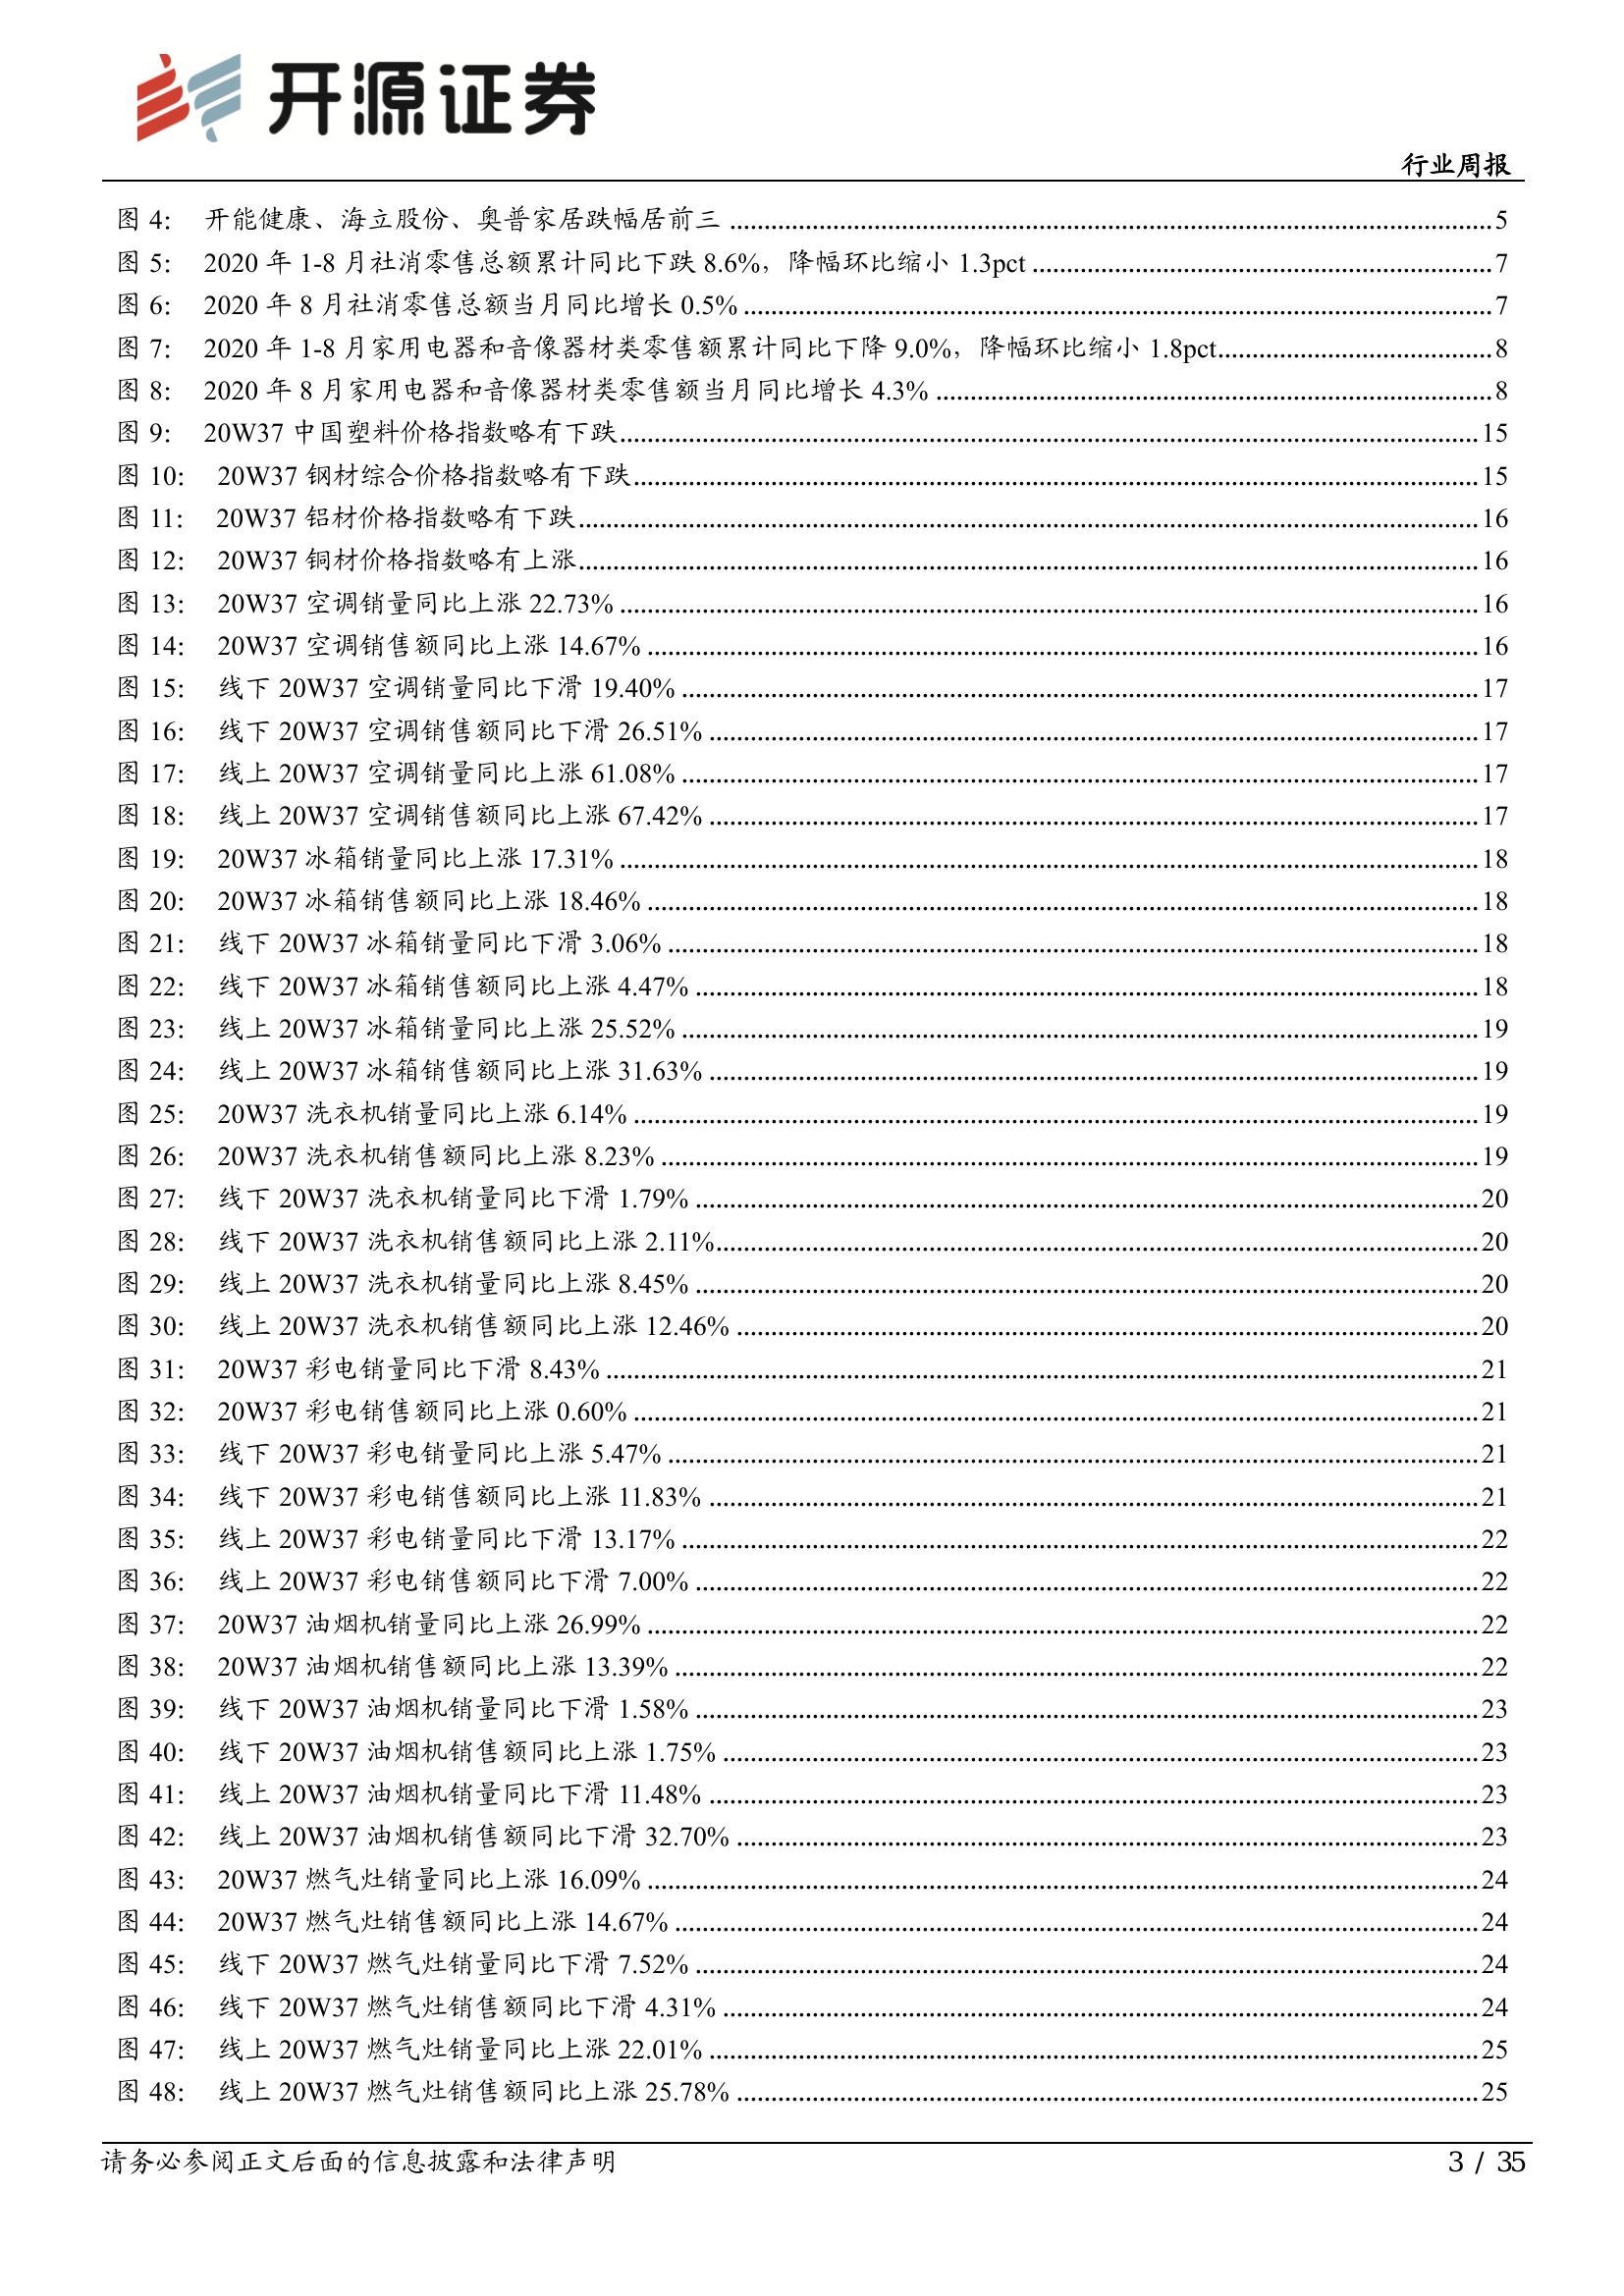 开源证券
行业周报
图 4： 开能健康、海立股份、奥普家居跌幅居前三 ........ 5
图 5： 2020 年 1-8 月社消零售总额累计同比下跌 8.6%，降幅环比缩小 1.3pct ........ 7
图 6： 2020 年 8 月社消零售总额当月同比增长 0.5% ........ 7
图 7： 2020 年 1-8 月家用电器和音像器材类零售额累计同比下降 9.0%，降幅环比缩小 1.8pct ........ 8
图 8： 2020 年 8 月家用电器和音像器材类零售额当月同比增长 4.3% ........ 8
图 9： 20W37 中国塑料价格指数略有下跌 ........ 15
图 10： 20W37 钢材综合价格指数略有下跌 ........ 15
图 11： 20W37 铝材价格指数略有下跌 ........ 16
图 12： 20W37 铜材价格指数略有上涨 ........ 16
图 13： 20W37 空调销量同比上涨 22.73% ........ 16
图 14： 20W37 空调销售额同比上涨 14.67% ........ 16
图 15： 线下 20W37 空调销量同比下滑 19.40% ........ 17
图 16： 线下 20W37 空调销售额同比下滑 26.51% ........ 17
图 17： 线上 20W37 空调销量同比上涨 61.08% ........ 17
图 18： 线上 20W37 空调销售额同比上涨 67.42% ........ 17
图 19： 20W37 冰箱销量同比上涨 17.31% ........ 18
图 20： 20W37 冰箱销售额同比上涨 18.46% ........ 18
图 21： 线下 20W37 冰箱销量同比下滑 3.06% ........ 18
图 22： 线下 20W37 冰箱销售额同比上涨 4.47% ........ 18
图 23： 线上 20W37 冰箱销量同比上涨 25.52% ........ 19
图 24： 线上 20W37 冰箱销售额同比上涨 31.63% ........ 19
图 25： 20W37 洗衣机销量同比上涨 6.14% ........ 19
图 26： 20W37 洗衣机销售额同比上涨 8.23% ........ 19
图 27： 线下 20W37 洗衣机销量同比下滑 1.79% ........ 20
图 28： 线下 20W37 洗衣机销售额同比上涨 2.11% ........ 20
图 29： 线上 20W37 洗衣机销量同比上涨 8.45% ........ 20
图 30： 线上 20W37 洗衣机销售额同比上涨 12.46% ........ 20
图 31： 20W37 彩电销量同比下滑 8.43% ........ 21
图 32： 20W37 彩电销售额同比上涨 0.60% ........ 21
图 33： 线下 20W37 彩电销量同比上涨 5.47% ........ 21
图 34： 线下 20W37 彩电销售额同比上涨 11.83% ........ 21
图 35： 线上 20W37 彩电销量同比下滑 13.17% ........ 22
图 36： 线上 20W37 彩电销售额同比下滑 7.00% ........ 22
图 37： 20W37 油烟机销量同比上涨 26.99% ........ 22
图 38： 20W37 油烟机销售额同比上涨 13.39% ........ 22
图 39： 线下 20W37 油烟机销量同比下滑 1.58% ........ 23
图 40： 线下 20W37 油烟机销售额同比上涨 1.75% ........ 23
图 41： 线上 20W37 油烟机销量同比下滑 11.48% ........ 23
图 42： 线上 20W37 油烟机销售额同比下滑 32.70% ........ 23
图 43： 20W37 燃气灶销量同比上涨 16.09% ........ 24
图 44： 20W37 燃气灶销售额同比上涨 14.67% ........ 24
图 45： 线下 20W37 燃气灶销量同比下滑 7.52% ........ 24
图 46： 线下 20W37 燃气灶销售额同比下滑 4.31% ........ 24
图 47： 线上 20W37 燃气灶销量同比上涨 22.01% ........ 25
图 48： 线上 20W37 燃气灶销售额同比上涨 25.78% ........ 25
请务必参阅正文后面的信息披露和法律声明
3 / 35